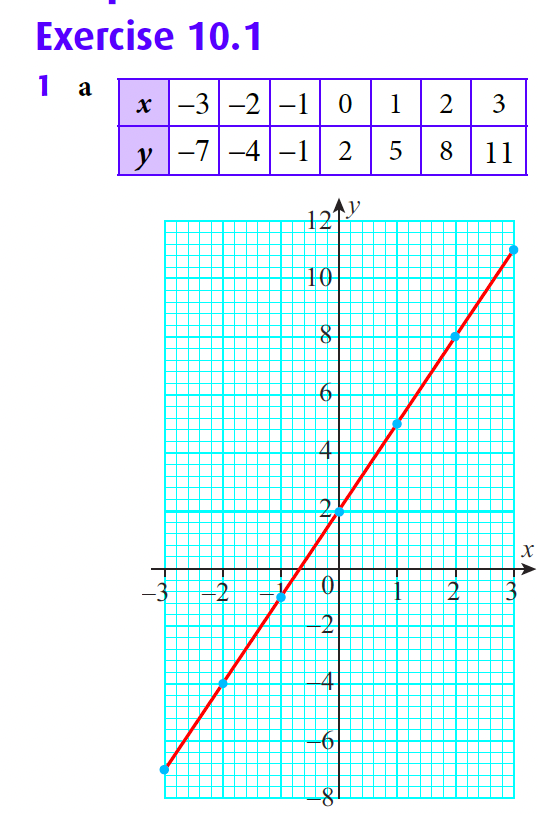 Exercise 10.1
1 a
x –3 –2 –1 0 1 2 3
y –7 –4 –1 2 5 8 11
y
12
10
8
6
4
2
x
–3 –2 –1 0 1 2 3
–2
–4
–6
–8